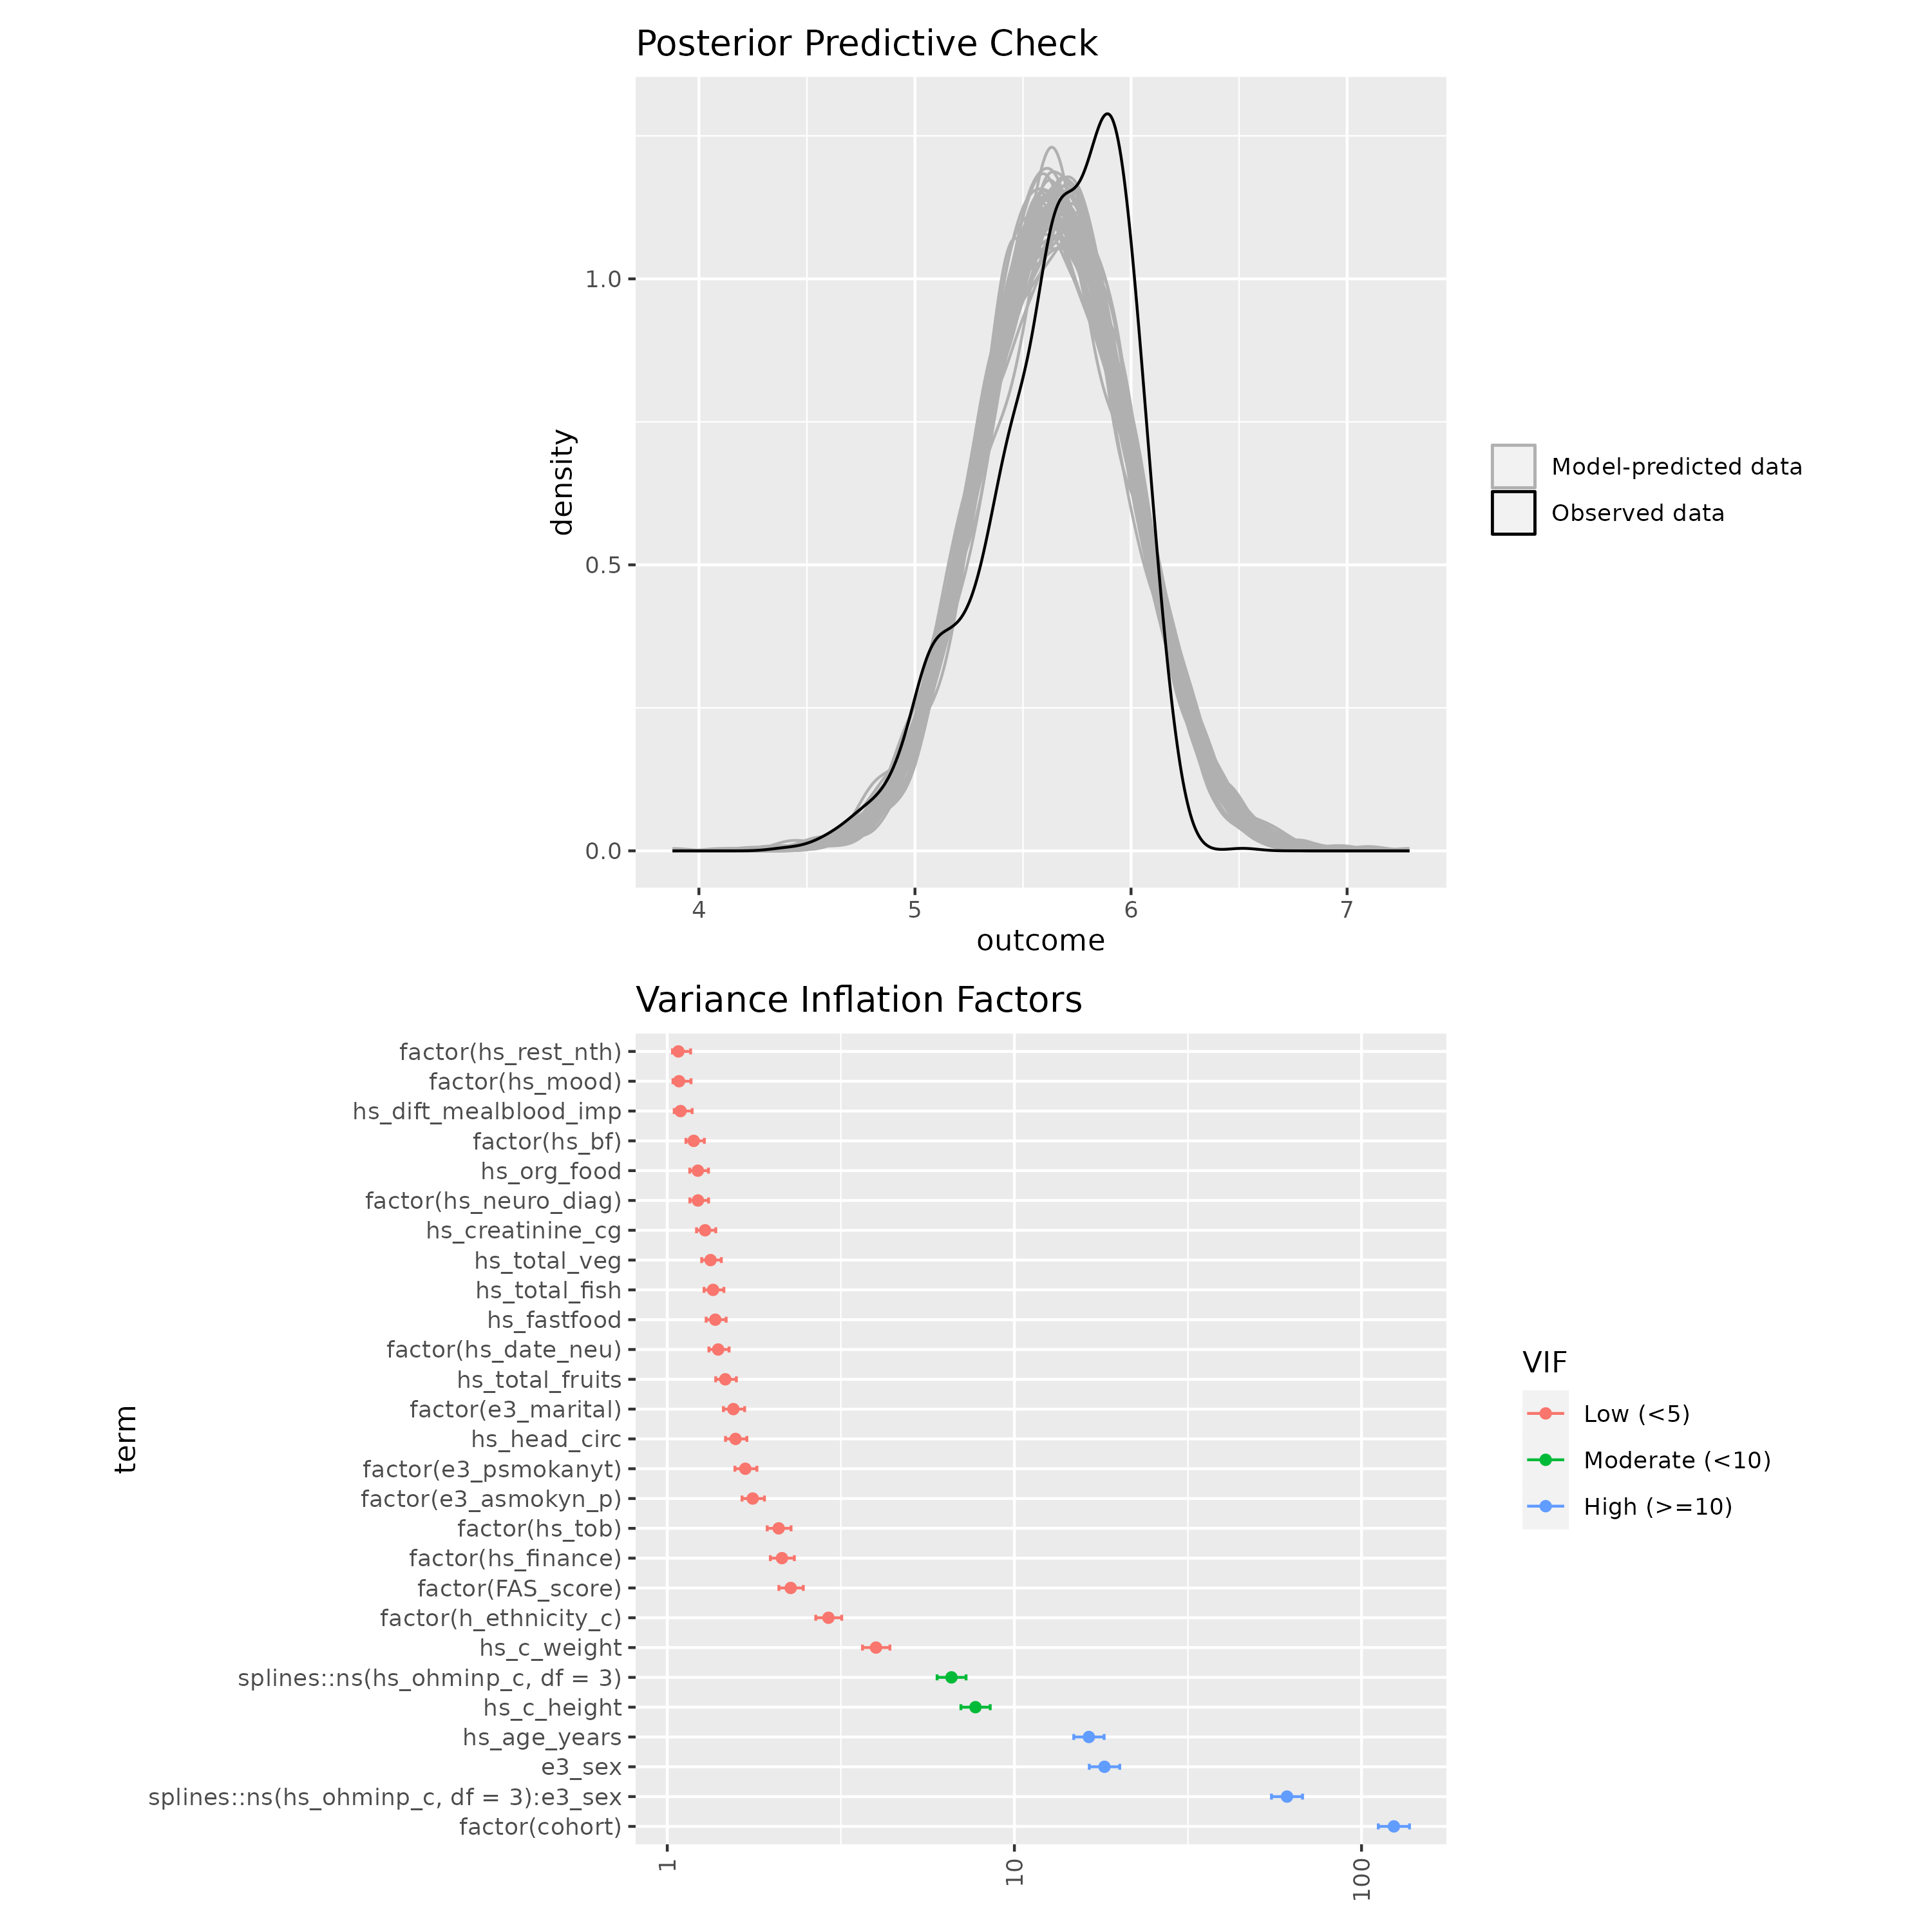 Posterior Predictive Check
density
1.0
0.5
0.0
4 5 6 7
outcome
Model-predicted data
Observed data
Variance Inflation Factors
term
factor(hs_rest_nth)
factor(hs_mood)
hs_dift_mealblood_imp
factor(hs_bf)
hs_org_food
factor(hs_neuro_diag)
hs_creatinine_cg
hs_total_veg
hs_total_fish
hs_fastfood
factor(hs_date_neu)
hs_total_fruits
factor(e3_marital)
hs_head_circ
factor(e3_psmokanyt)
factor(e3_asmokyn_p)
factor(hs_tob)
factor(hs_finance)
factor(FAS_score)
factor(h_ethnicity_c)
hs_c_weight
splines::ns(hs_ohminp_c, df = 3)
hs_c_height
hs_age_years
e3_sex
splines::ns(hs_ohminp_c, df = 3):e3_sex
factor(cohort)
1 10 100
VIF
Low (<5)
Moderate (<10)
High (>=10)